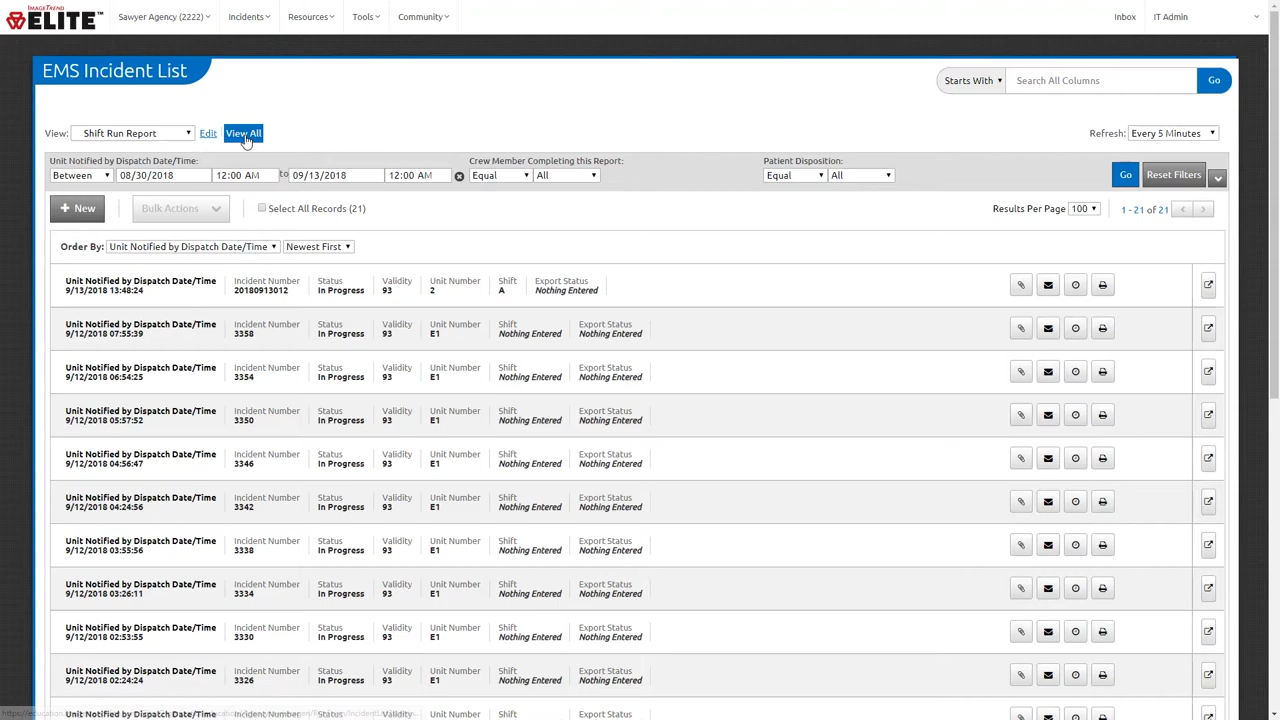 IMAGETREND
ELITE™
Sawyer Agency (2222) Incidents Resources Tools Community Inbox IT Admin
EMS Incident List
Starts With Search All Columns Go
View: Shift Run Report Edit View All Refresh: Every 5 Minutes
Unit Notified by Dispatch Date/Time: Crew Member Completing this Report: Patient Disposition:
Between 08/30/2018 12:00 AM to 09/13/2018 12:00 AM Equal All Equal All Go Reset Filters
+ New Bulk Actions Select All Records (21) Results Per Page 100 1 - 21 of 21
Order By: Unit Notified by Dispatch Date/Time Newest First
Unit Notified by Dispatch Date/Time Incident Number Status Validity Unit Number Shift Export Status
9/13/2018 13:48:24 20180913012 In Progress 93 2 A Nothing Entered
Unit Notified by Dispatch Date/Time Incident Number Status Validity Unit Number Shift Export Status
9/12/2018 07:55:39 3358 In Progress 93 E1 Nothing Entered Nothing Entered
Unit Notified by Dispatch Date/Time Incident Number Status Validity Unit Number Shift Export Status
9/12/2018 06:54:25 3354 In Progress 93 E1 Nothing Entered Nothing Entered
Unit Notified by Dispatch Date/Time Incident Number Status Validity Unit Number Shift Export Status
9/12/2018 05:57:52 3350 In Progress 93 E1 Nothing Entered Nothing Entered
Unit Notified by Dispatch Date/Time Incident Number Status Validity Unit Number Shift Export Status
9/12/2018 04:56:47 3346 In Progress 93 E1 Nothing Entered Nothing Entered
Unit Notified by Dispatch Date/Time Incident Number Status Validity Unit Number Shift Export Status
9/12/2018 04:24:56 3342 In Progress 93 E1 Nothing Entered Nothing Entered
Unit Notified by Dispatch Date/Time Incident Number Status Validity Unit Number Shift Export Status
9/12/2018 03:55:56 3338 In Progress 93 E1 Nothing Entered Nothing Entered
Unit Notified by Dispatch Date/Time Incident Number Status Validity Unit Number Shift Export Status
9/12/2018 03:26:11 3334 In Progress 93 E1 Nothing Entered Nothing Entered
Unit Notified by Dispatch Date/Time Incident Number Status Validity Unit Number Shift Export Status
9/12/2018 02:53:55 3330 In Progress 93 E1 Nothing Entered Nothing Entered
Unit Notified by Dispatch Date/Time Incident Number Status Validity Unit Number Shift Export Status
9/12/2018 02:24:24 3326 In Progress 93 E1 Nothing Entered Nothing Entered
Unit Notified by Dispatch Date/Time Incident Number Status Validity Unit Number Shift Export Status